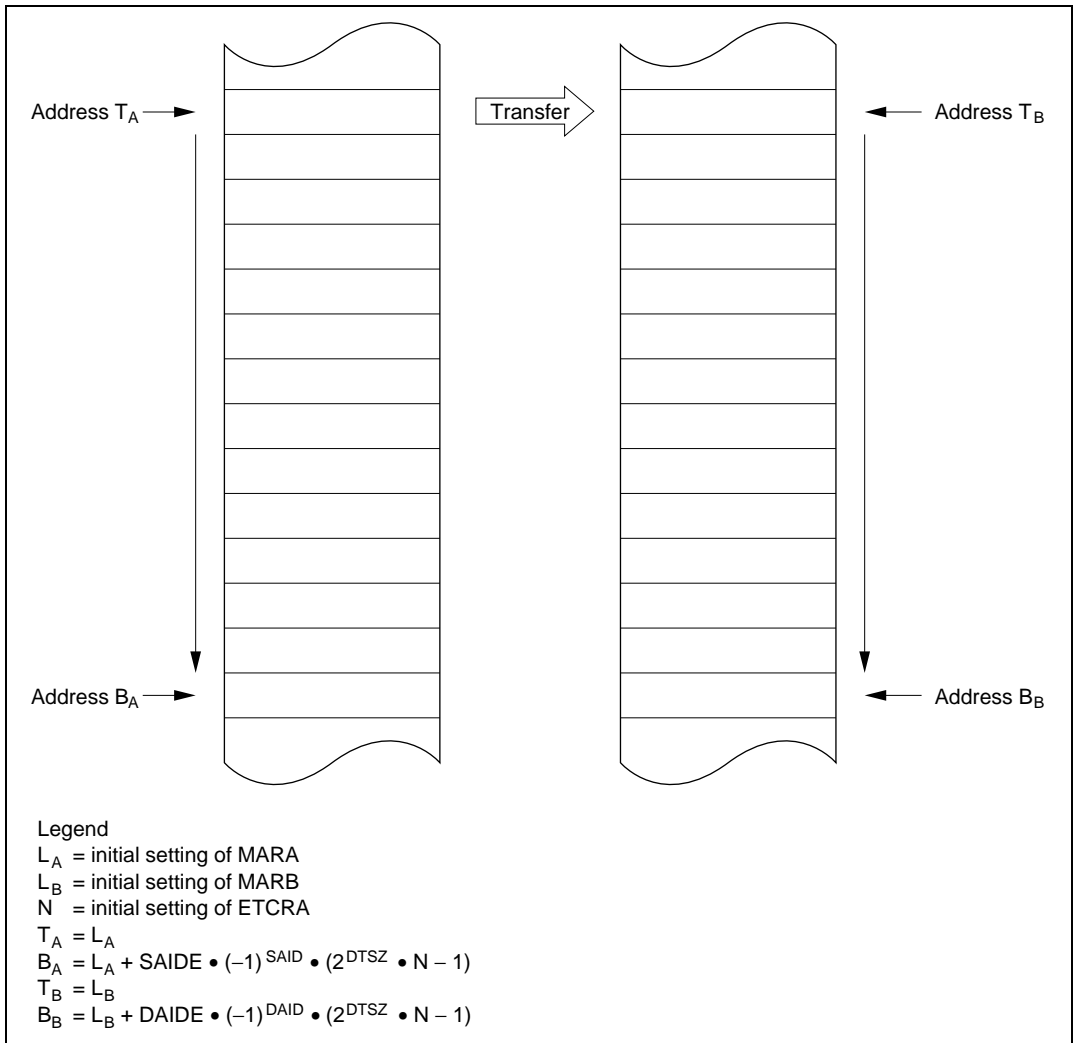 Address T_A
Transfer
Address T_B
Address B_A
Address B_B
Legend
L_A = initial setting of MARA
L_B = initial setting of MARB
N = initial setting of ETCRA
T_A = L_A
B_A = L_A + SAIDE • (–1)^SAID • (2^DTSZ • N – 1)
T_B = L_B
B_B = L_B + DAIDE • (–1)^DAID • (2^DTSZ • N – 1)